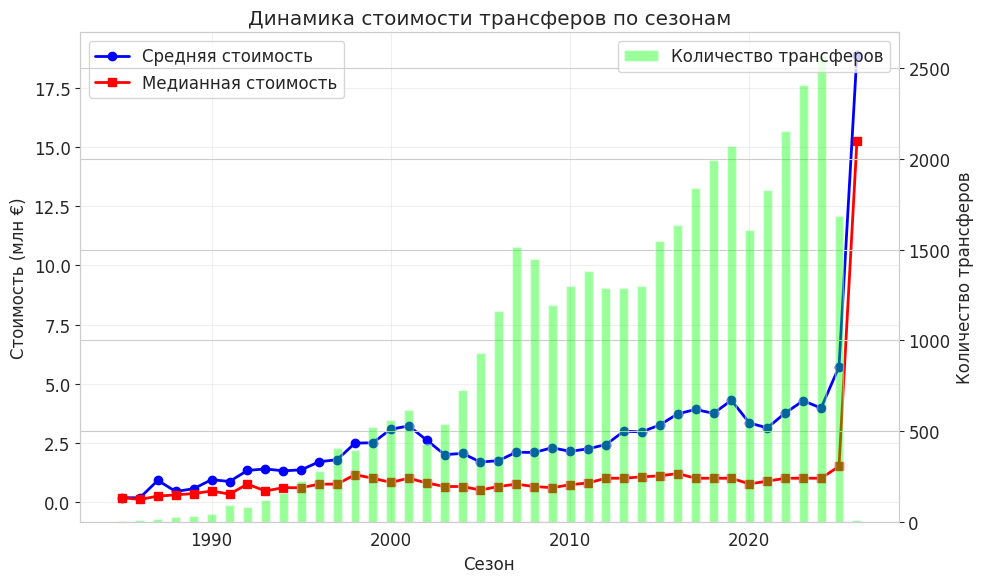 Динамика стоимости трансферов по сезонам
Средняя стоимость
Медианная стоимость
Количество трансферов
Стоимость (млн €)
17.5
15.0
12.5
10.0
7.5
5.0
2.5
0.0
2500
2000
1500
1000
500
0
Количество трансферов
1990
2000
2010
2020
Сезон